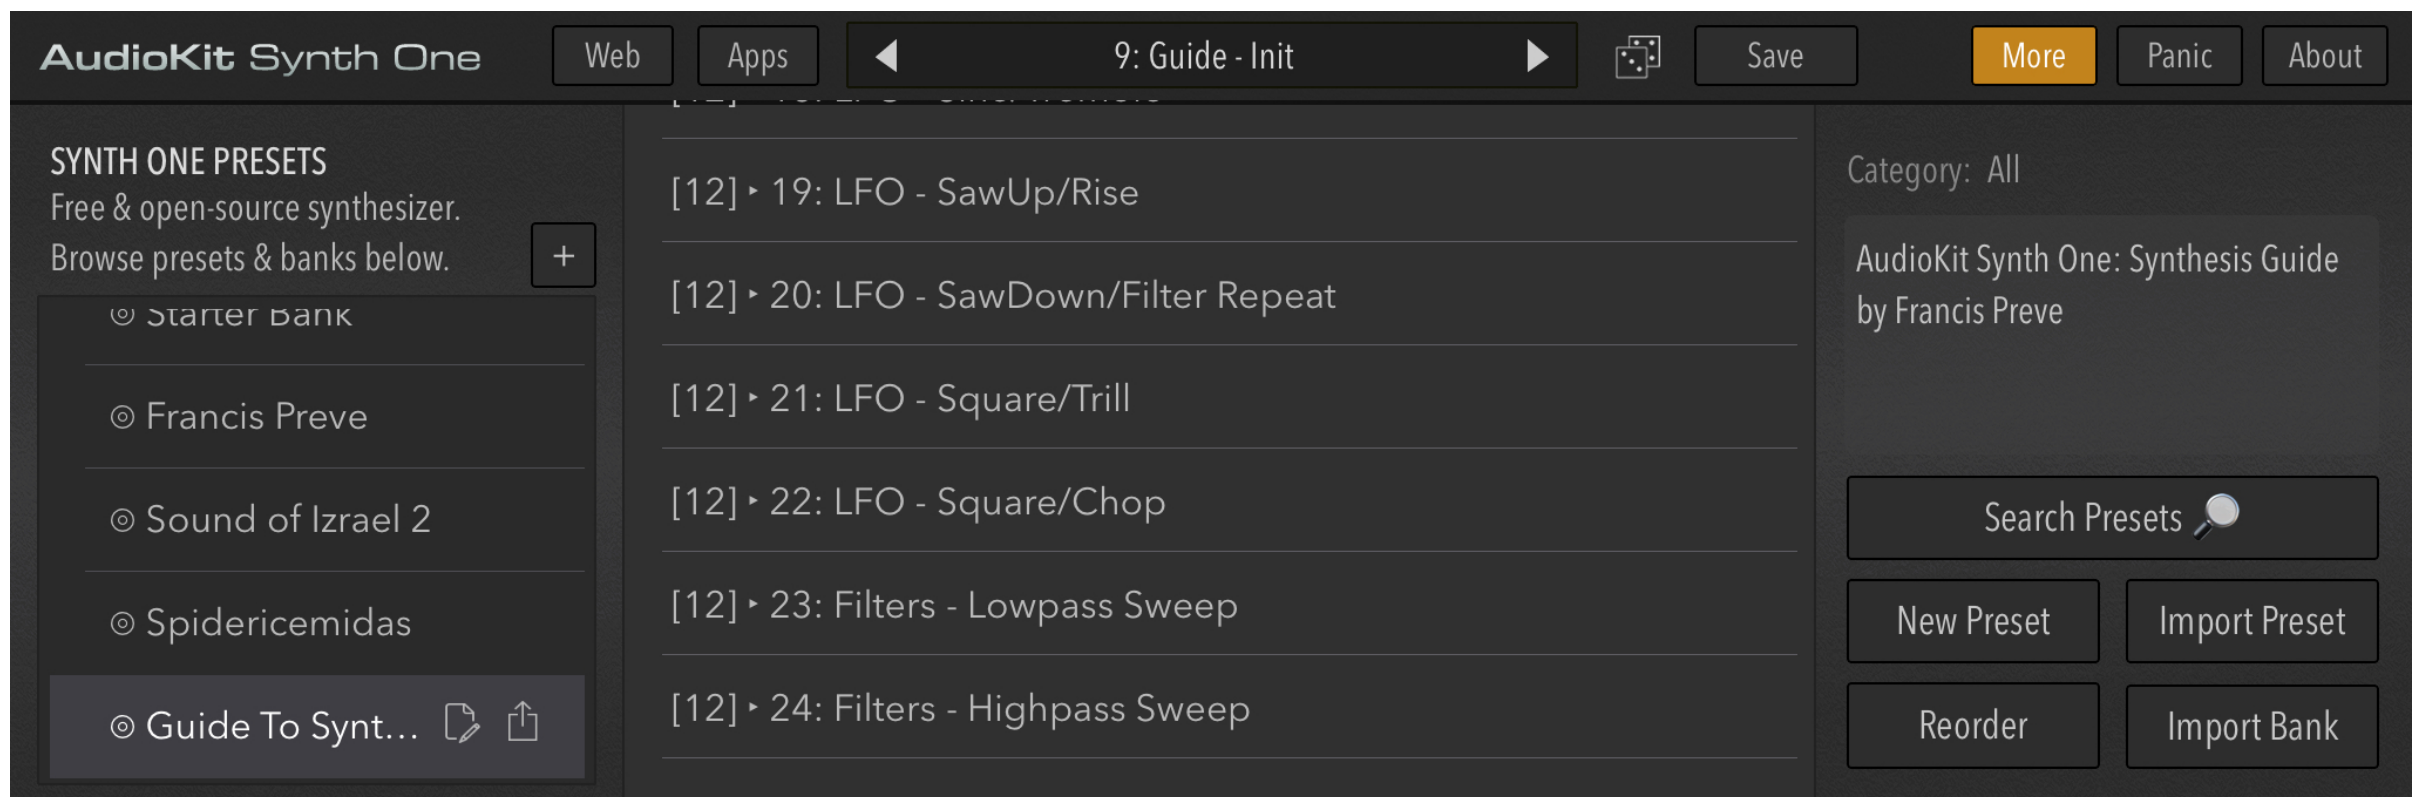 AudioKit Synth One
Web
Apps
9: Guide - Init
Save
More
Panic
About
SYNTH ONE PRESETS
Free & open-source synthesizer.
Browse presets & banks below.
+
Starter Bank
Francis Preve
Sound of Izrael 2
Spidericemidas
Guide To Synt...
[12] ‣ 19: LFO - SawUp/Rise
[12] ‣ 20: LFO - SawDown/Filter Repeat
[12] ‣ 21: LFO - Square/Trill
[12] ‣ 22: LFO - Square/Chop
[12] ‣ 23: Filters - Lowpass Sweep
[12] ‣ 24: Filters - Highpass Sweep
Category: All
AudioKit Synth One: Synthesis Guide
by Francis Preve
Search Presets
New Preset
Import Preset
Reorder
Import Bank